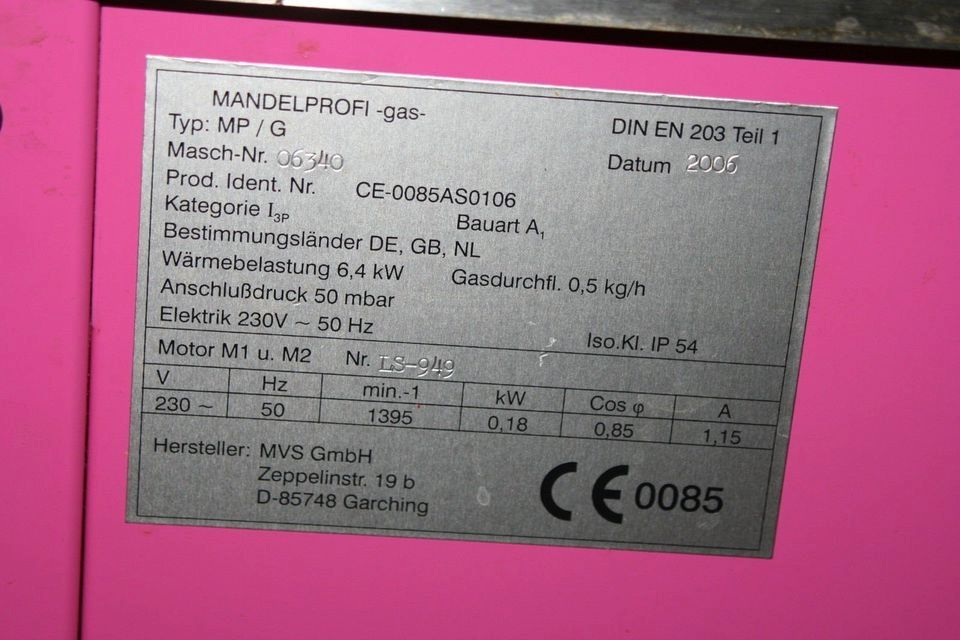 MANDELPROFI -gas-
DIN EN 203 Teil 1
Typ: MP / G
Masch-Nr. 06340
Datum 2006
Prod. Ident. Nr. CE-0085AS0106
Kategorie I3P
Bauart A1
Bestimmungsländer DE, GB, NL
Wärmebelastung 6,4 kW Gasdurchfl. 0,5 kg/h
Anschlußdruck 50 mbar
Elektrik 230V ~ 50 Hz Iso.Kl. IP 54
Motor M1 u. M2 Nr. LS-949
V Hz min.-1 kW Cos φ A
230 ~ 50 1395 0,18 0,85 1,15
Hersteller: MVS GmbH
Zeppelinstr. 19 b
D-85748 Garching
CE 0085